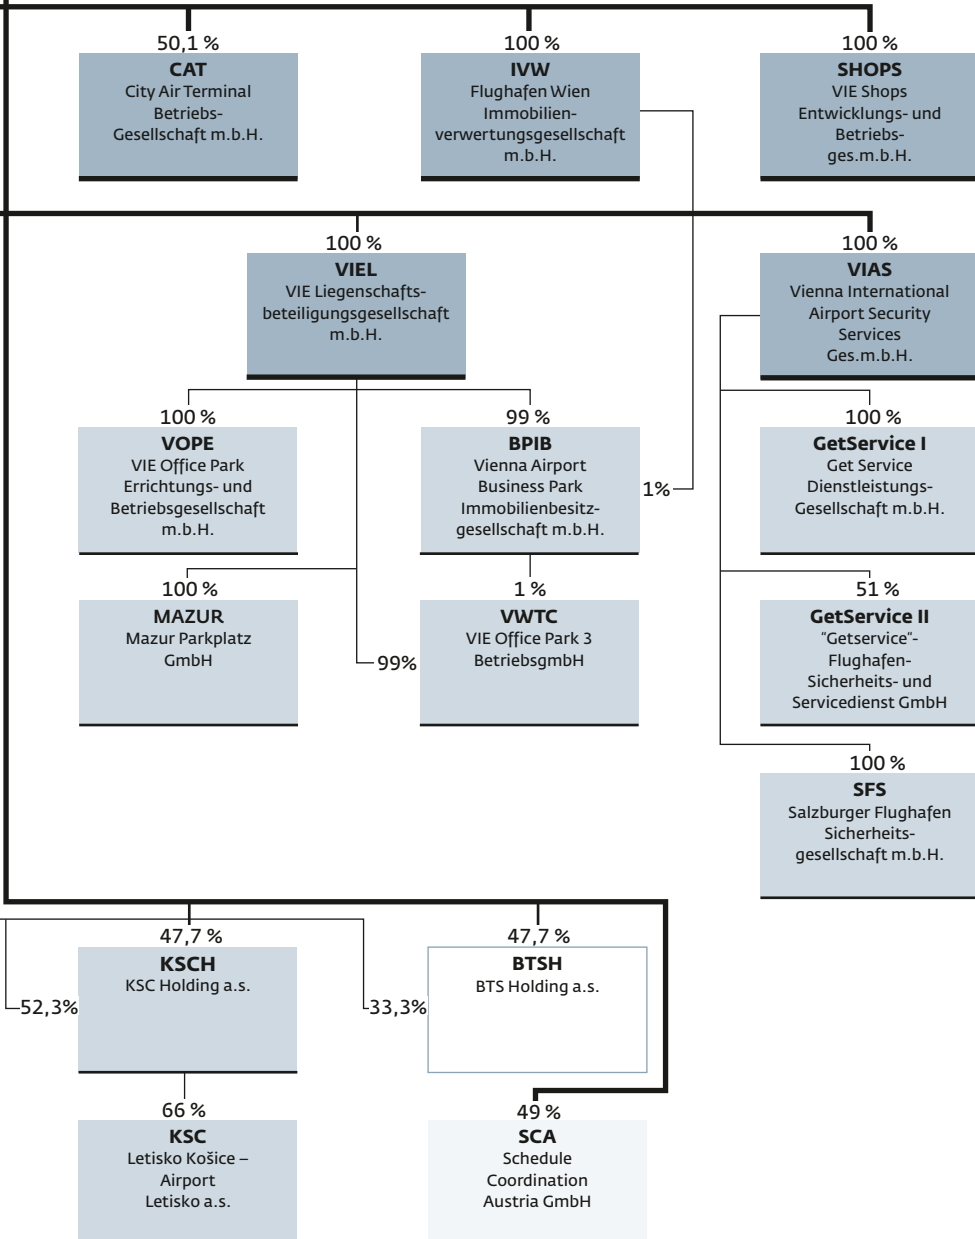 50,1 %
CAT
City Air Terminal
Betriebs-
Gesellschaft m.b.H.
100 %
IVW
Flughafen Wien
Immobilien-
verwertungsgesellschaft
m.b.H.
100 %
SHOPS
VIE Shops
Entwicklungs- und
Betriebs-
ges.m.b.H.
100 %
VIEL
VIE Liegenschafts-
beteiligungsgesellschaft
m.b.H.
100 %
VIAS
Vienna International
Airport Security
Services
Ges.m.b.H.
100 %
VOPE
VIE Office Park
Errichtungs- und
Betriebsgesellschaft
m.b.H.
99 %
BPIB
Vienna Airport
Business Park
Immobilienbesitz-
gesellschaft m.b.H.
1%
100 %
GetService I
Get Service
Dienstleistungs-
Gesellschaft m.b.H.
100 %
MAZUR
Mazur Parkplatz
GmbH
99%
1 %
VWTC
VIE Office Park 3
BetriebsgmbH
51 %
GetService II
"Getservice"-
Flughafen-
Sicherheits- und
Servicedienst GmbH
100 %
SFS
Salzburger Flughafen
Sicherheits-
gesellschaft m.b.H.
52,3%
47,7 %
KSCH
KSC Holding a.s.
33,3%
47,7 %
BTSH
BTS Holding a.s.
66 %
KSC
Letisko Košice –
Airport
Letisko a.s.
49 %
SCA
Schedule
Coordination
Austria GmbH